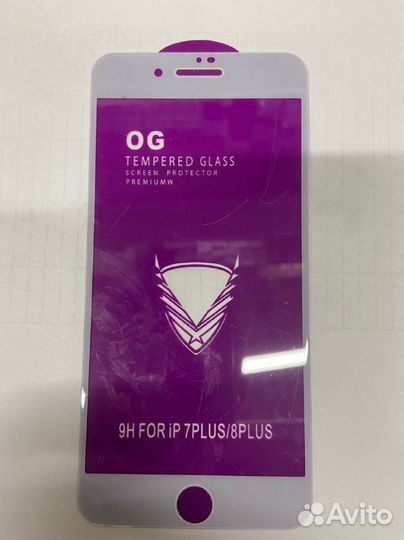 OG
TEMPERED GLASS
SCREEN PROTECTOR
PREMIUMW
9H FOR iP 7PLUS/8PLUS
Avito